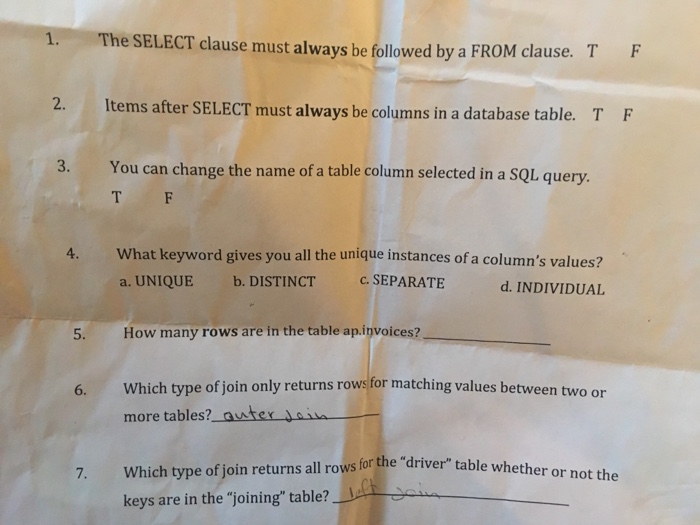 1. The SELECT clause must always be followed by a FROM clause. T F
2. Items after SELECT must always be columns in a database table. T F
3. You can change the name of a table column selected in a SQL query.
T F
4. What keyword gives you all the unique instances of a column's values?
a. UNIQUE b. DISTINCT c. SEPARATE d. INDIVIDUAL
5. How many rows are in the table ap.invoices?
6. Which type of join only returns rows for matching values between two or
more tables? outer join
7. Which type of join returns all rows for the "driver" table whether or not the
keys are in the "joining" table? left join